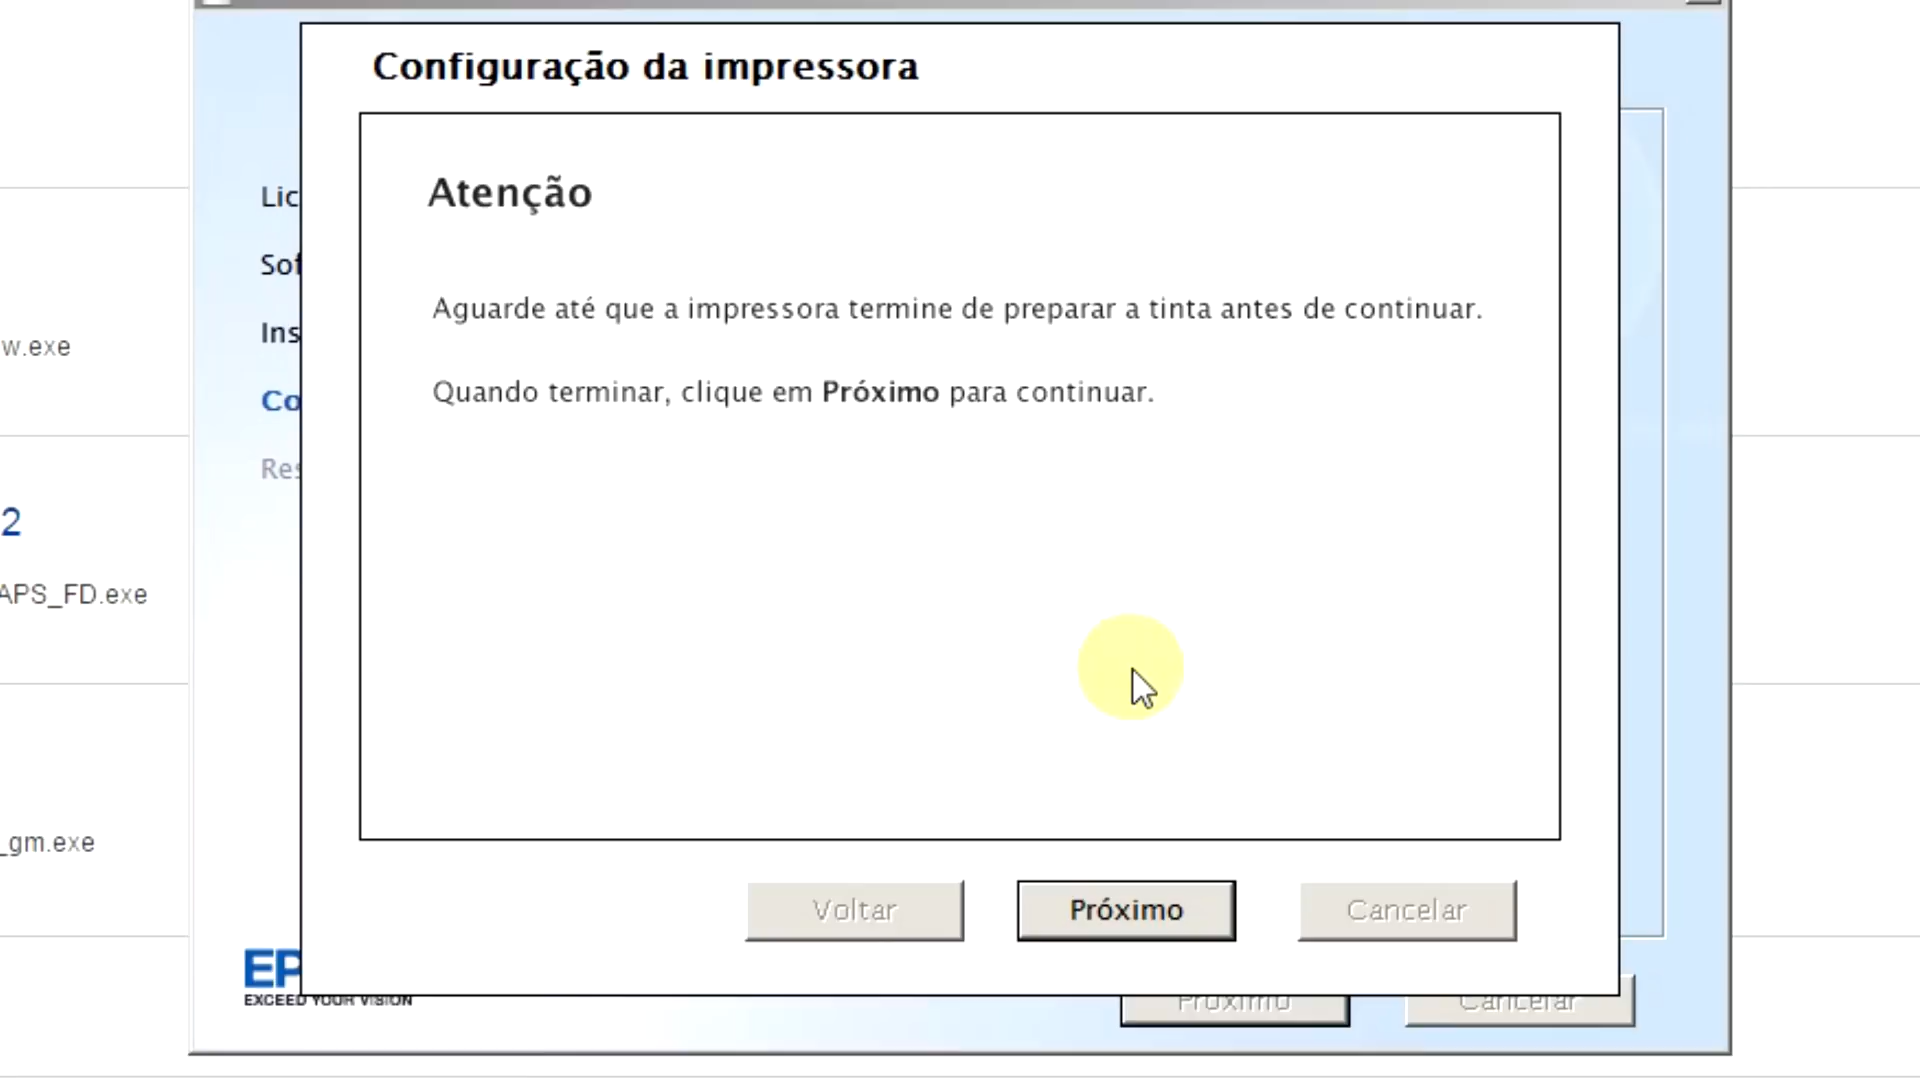 Configuração da impressora
Atenção
Aguarde até que a impressora termine de preparar a tinta antes de continuar.
Quando terminar, clique em Próximo para continuar.
Voltar
Próximo
Cancelar
Lic
Sof
Ins
Co
Res
w.exe
2
APS_FD.exe
_gm.exe
EP
EXCEED YOUR VISION
Próximo
Cancelar